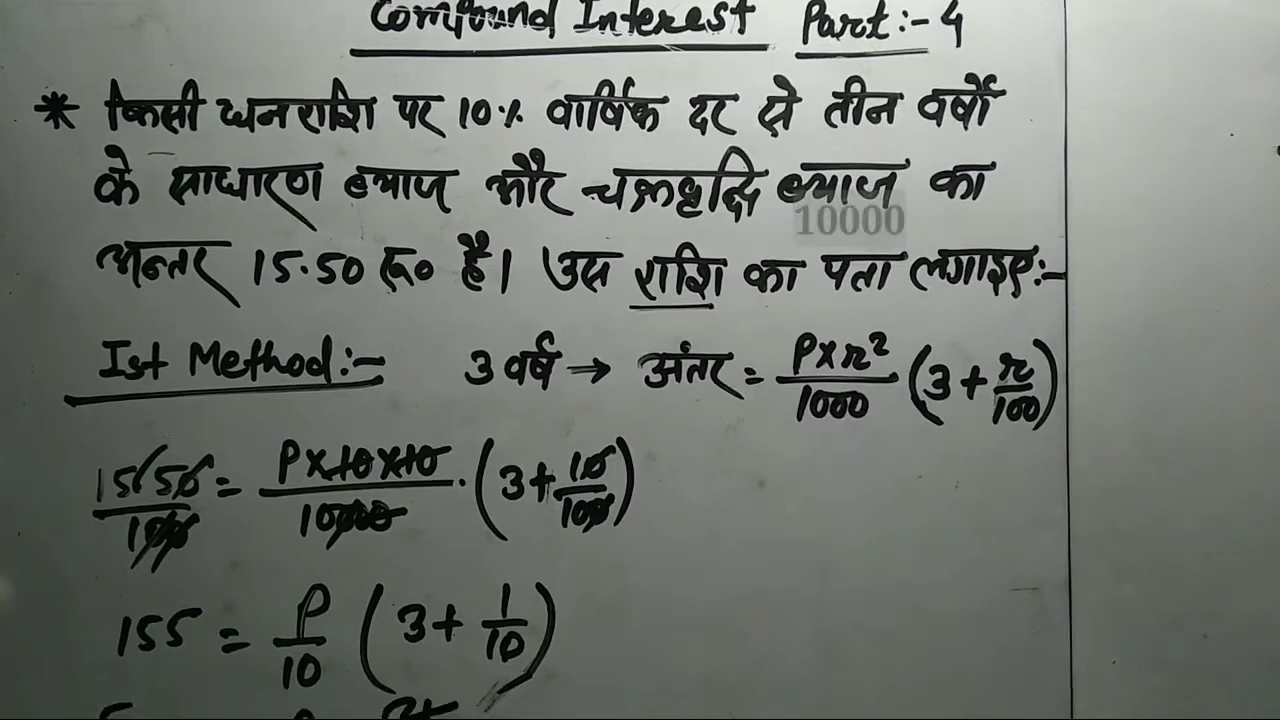 Compound Interest Part:- 4
* किसी धनराशि पर 10% वार्षिक दर से तीन वर्षों
के साधारण ब्याज और चक्रवृद्धि ब्याज का
10000
अन्तर 15.50 रू० है। उस राशि का पता लगाइए:-
Ist Method:- 3 वर्ष → अंतर = P×r²/1000 (3 + r/100)
15.50/100 = P×10×10/10000 · (3 + 10/100)
155 = P/10 (3 + 1/10)